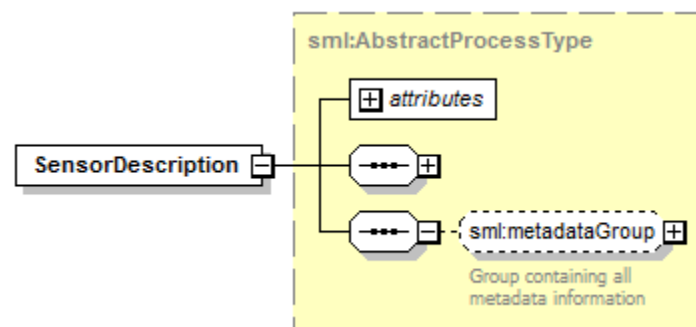 sml:AbstractProcessType
attributes
SensorDescription
sml:metadataGroup
Group containing all
metadata information